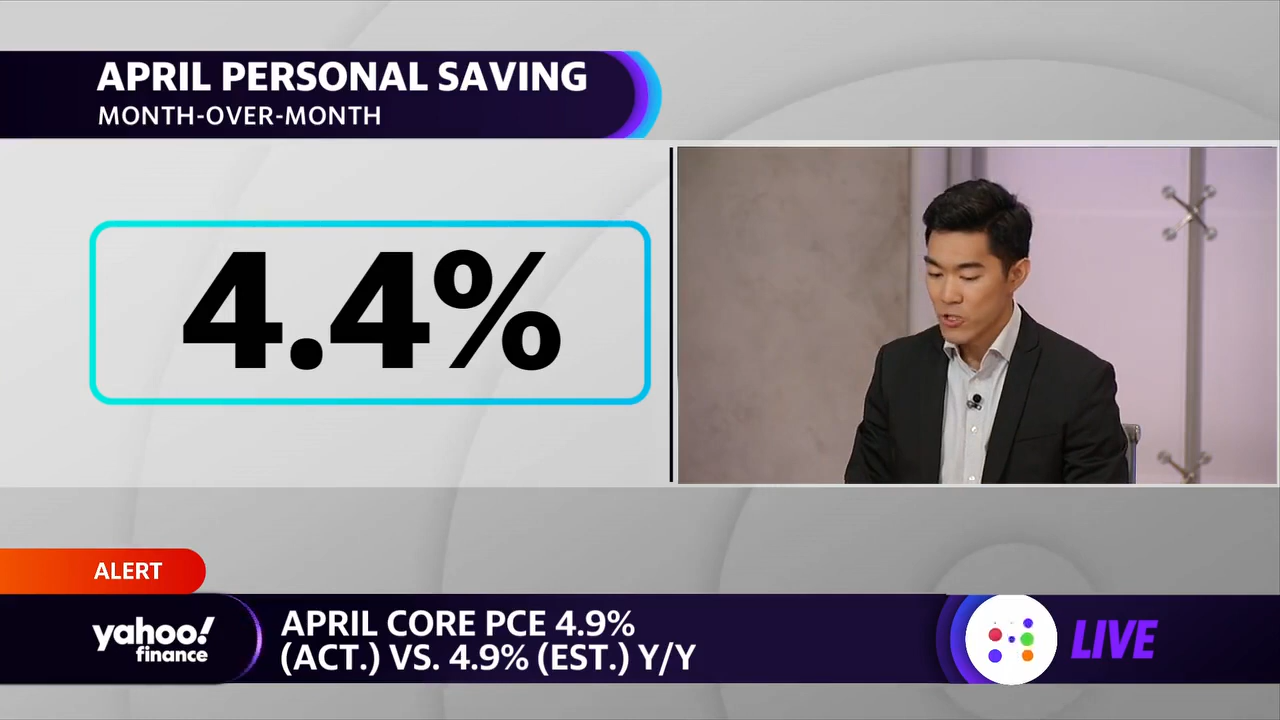 APRIL PERSONAL SAVING
MONTH-OVER-MONTH
4.4%
ALERT
yahoo!
finance
APRIL CORE PCE 4.9%
(ACT.) VS. 4.9% (EST.) Y/Y
LIVE